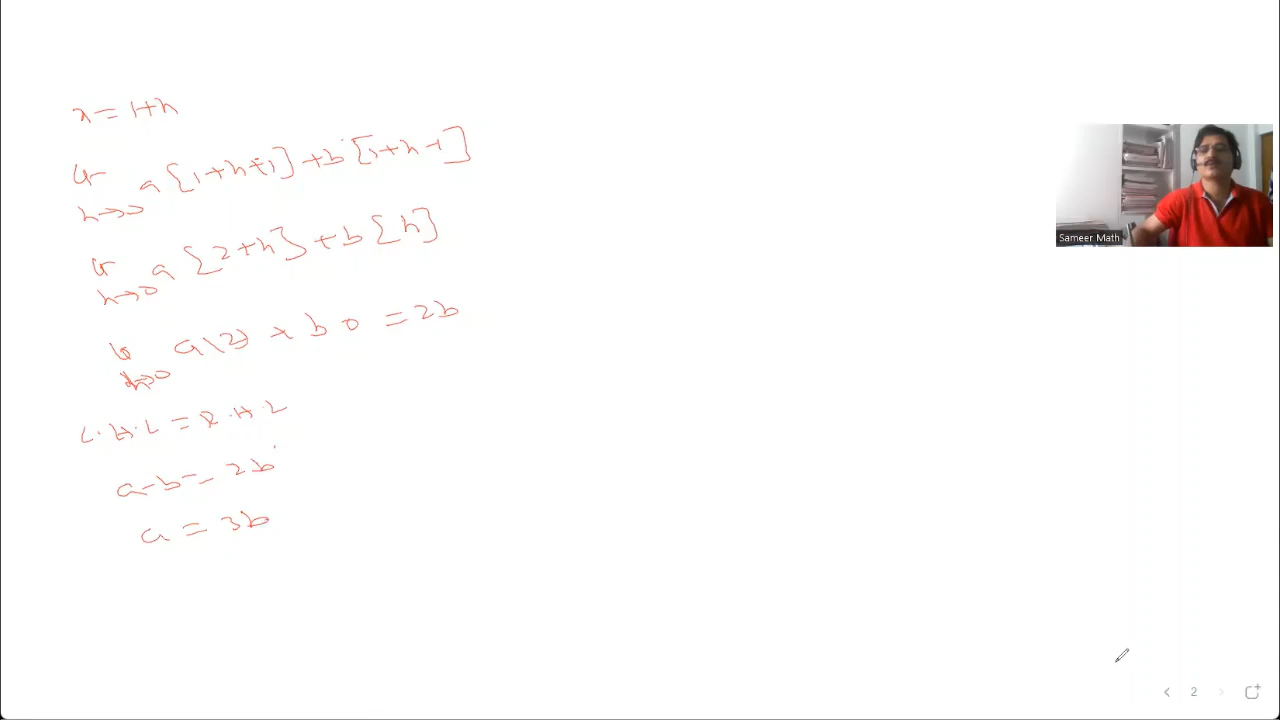 x = 1+h
lt h→0 a[1+h+1] + b[1+h-1]
lt h→0 a[2+h] + b[h]
lt h→0 a(2) + b 0 = 2b
L.H.L = R.H.L
a-b = 2b
a = 3b
Sameer Math
2